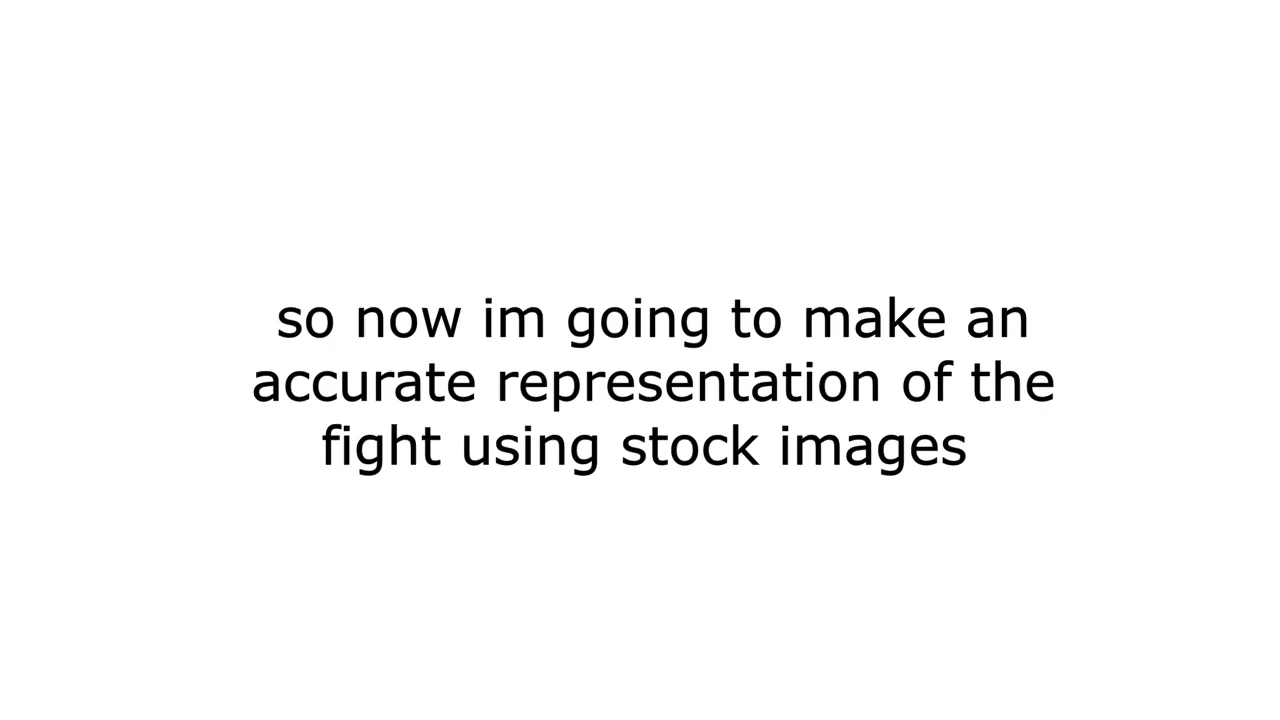 so now im going to make an
accurate representation of the
fight using stock images